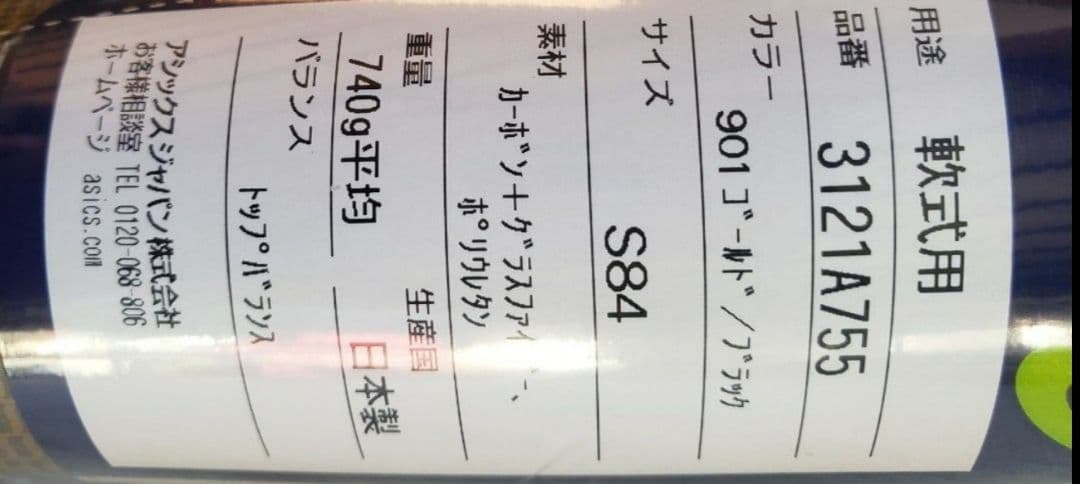 用途 軟式用
品番 3121A755
カラー 901ｺﾞｰﾙﾄﾞ/ﾌﾞﾗｯｸ
サイズ S84
素材 ｶｰﾎﾞﾝ+ｸﾞﾗｽﾌｧｲ ｰ、
ﾎﾟﾘｳﾚﾀﾝ
重量 740g平均
生産国 日本製
バランス ﾄｯﾌﾟﾊﾞﾗﾝｽ
アシックスジャパン株式会社
お客様相談室 TEL 0120-068-806
ホームページ asics.com